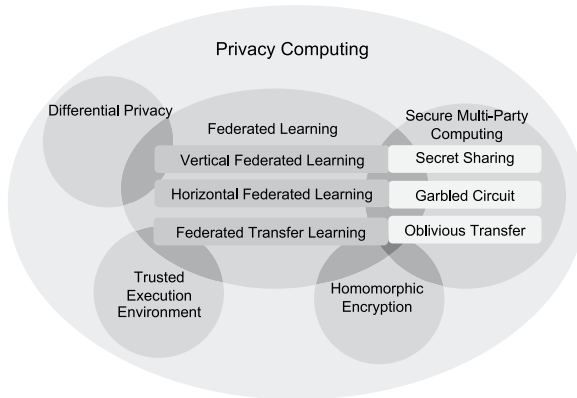 Privacy Computing
Differential Privacy
Federated Learning
Secure Multi-Party
Computing
Vertical Federated Learning
Secret Sharing
Horizontal Federated Learning
Garbled Circuit
Federated Transfer Learning
Oblivious Transfer
Trusted
Execution
Environment
Homomorphic
Encryption